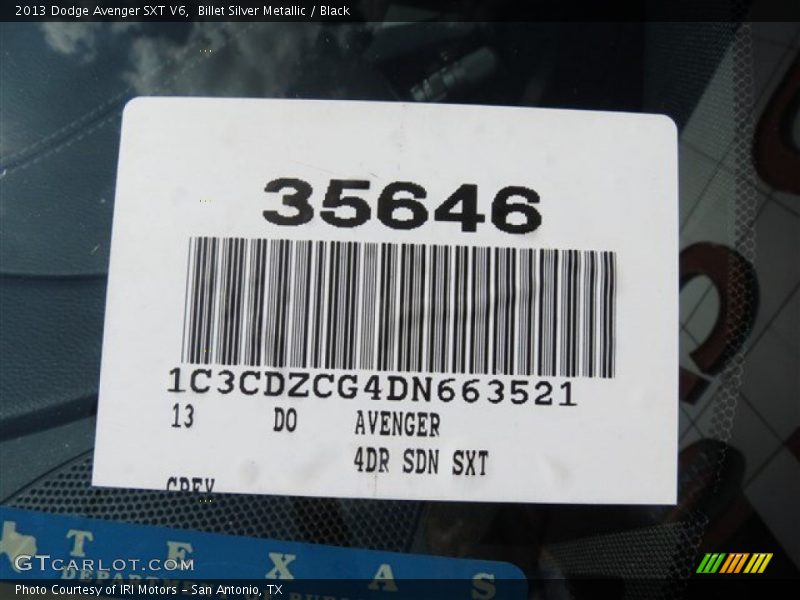 2013 Dodge Avenger SXT V6, Billet Silver Metallic / Black
35646
1C3CDZCG4DN663521
13 DO AVENGER
4DR SDN SXT
GREY
TEXAS
GTCARLOT.COM
Photo Courtesy of IRI Motors - San Antonio, TX